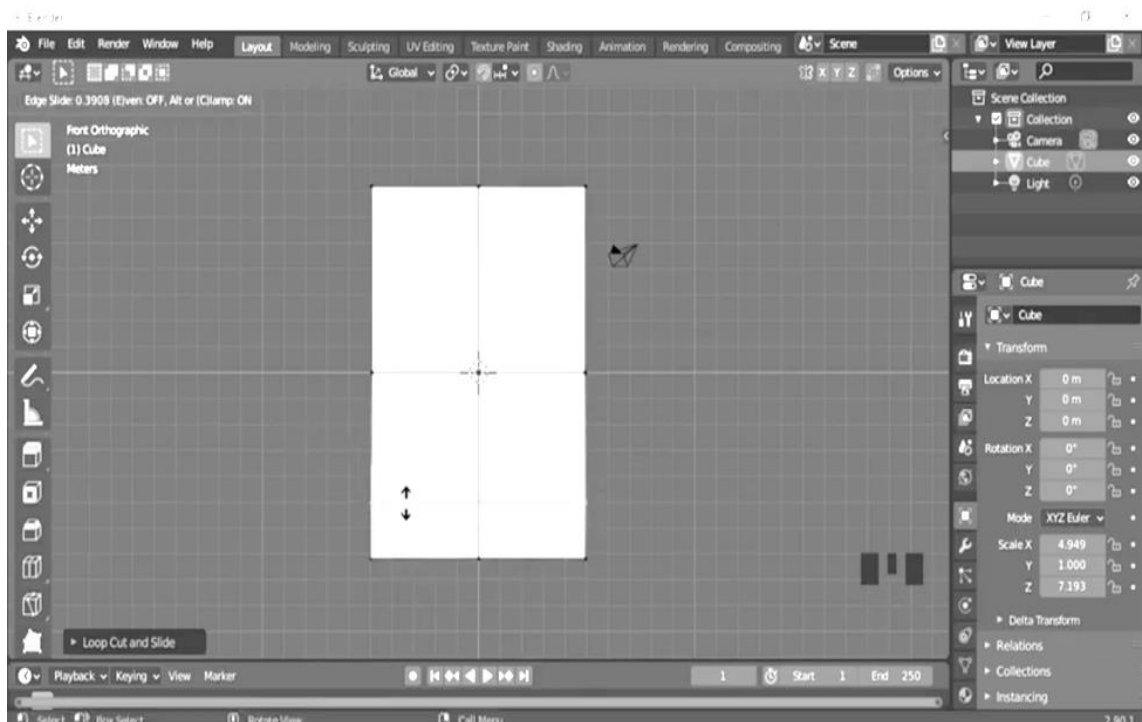 Blender
File Edit Render Window Help Layout Modeling Sculpting UV Editing Texture Paint Shading Animation Rendering Compositing Scene View Layer
Global X Y Z Options
Edge Slide: 0.3908 (E)ven: OFF, Alt or (C)lamp: ON
Front Orthographic
(1) Cube
Meters
Scene Collection
Collection
Camera
Cube
Light
Cube
Cube
Transform
Location X 0 m
Y 0 m
Z 0 m
Rotation X 0°
Y 0°
Z 0°
Mode XYZ Euler
Scale X 4.949
Y 1.000
Z 7.193
Delta Transform
Relations
Collections
Instancing
Loop Cut and Slide
Playback Keying View Marker 1 Start 1 End 250
Select Box Select Rotate View Call Menu